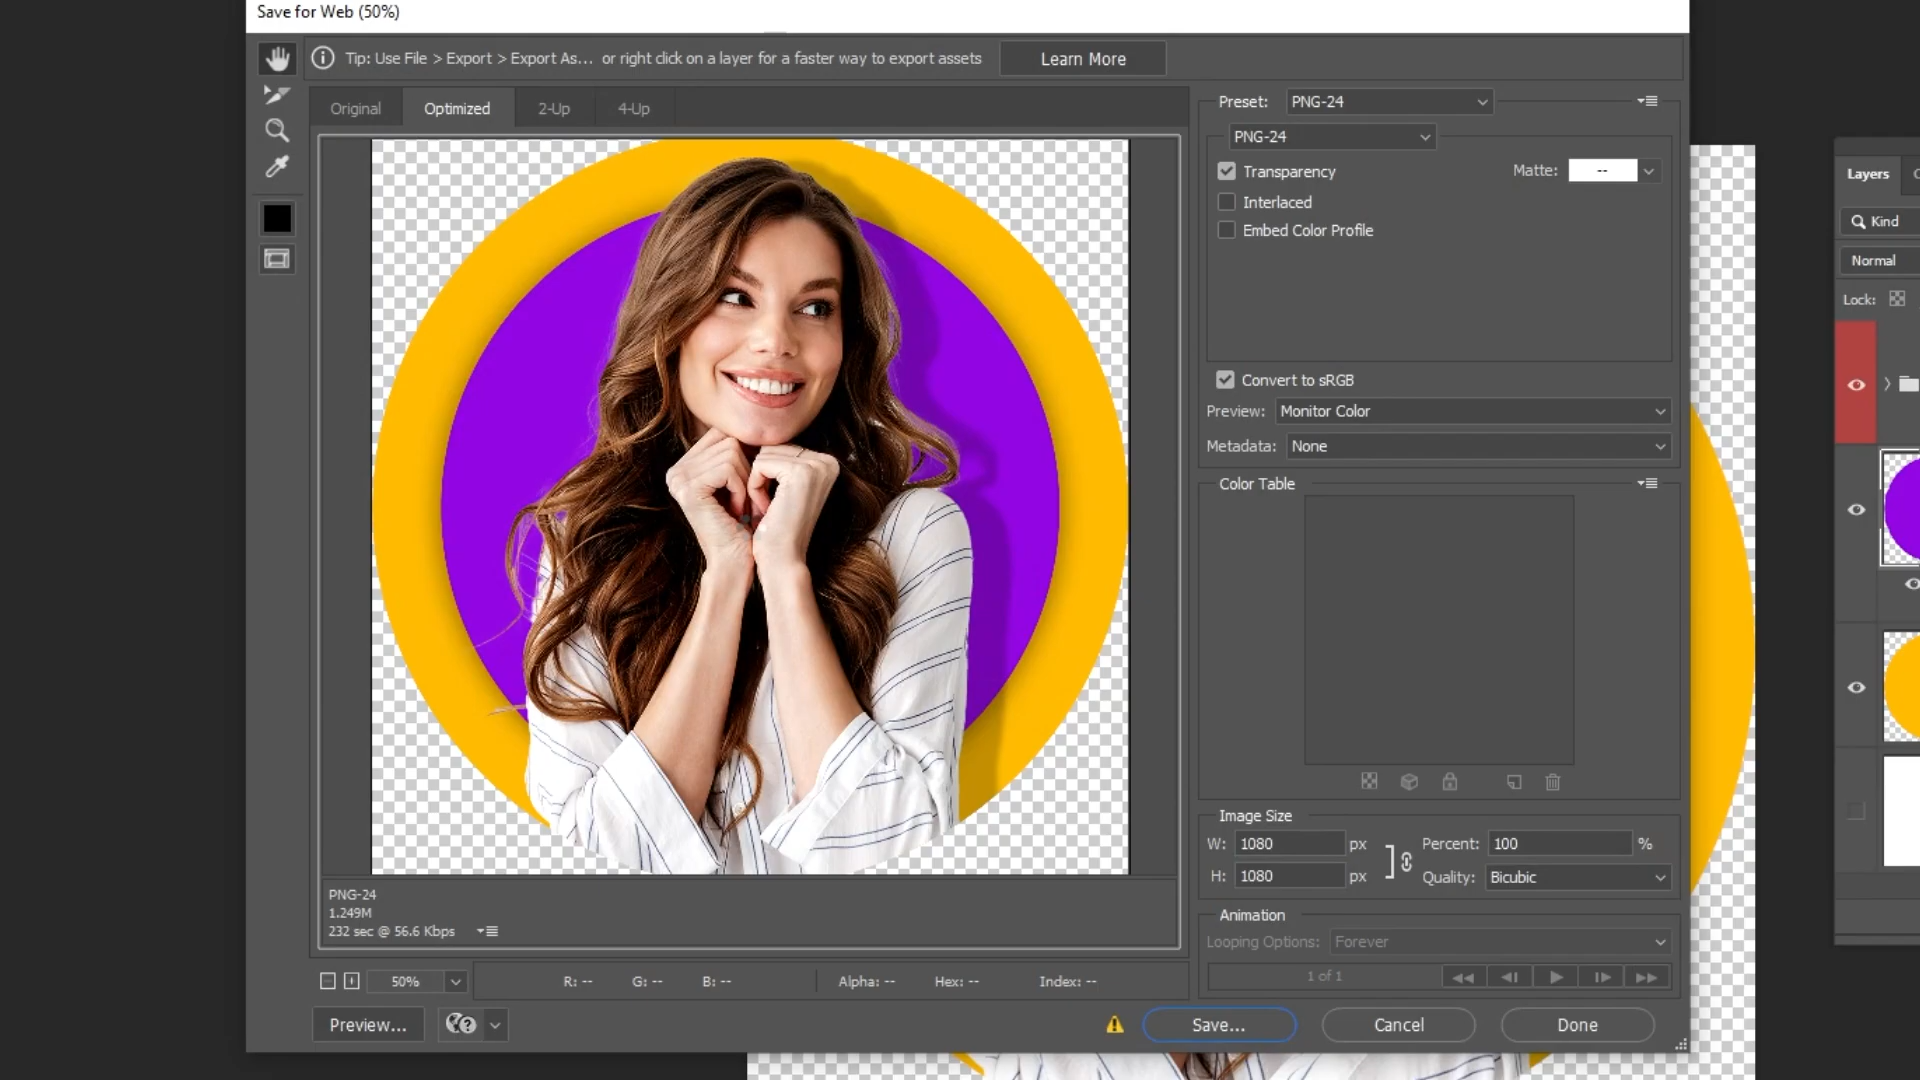 Save for Web (50%)
Tip: Use File > Export > Export As... or right click on a layer for a faster way to export assets
Learn More
Original
Optimized
2-Up
4-Up
Preset: PNG-24
PNG-24
Transparency
Matte: --
Interlaced
Embed Color Profile
Convert to sRGB
Preview: Monitor Color
Metadata: None
Color Table
Image Size
W: 1080 px
H: 1080 px
Percent: 100 %
Quality: Bicubic
Animation
Looping Options: Forever
1 of 1
PNG-24
1.249M
232 sec @ 56.6 Kbps
50%
R: --
G: --
B: --
Alpha: --
Hex: --
Index: --
Preview...
Save...
Cancel
Done
Layers
Kind
Normal
Lock: